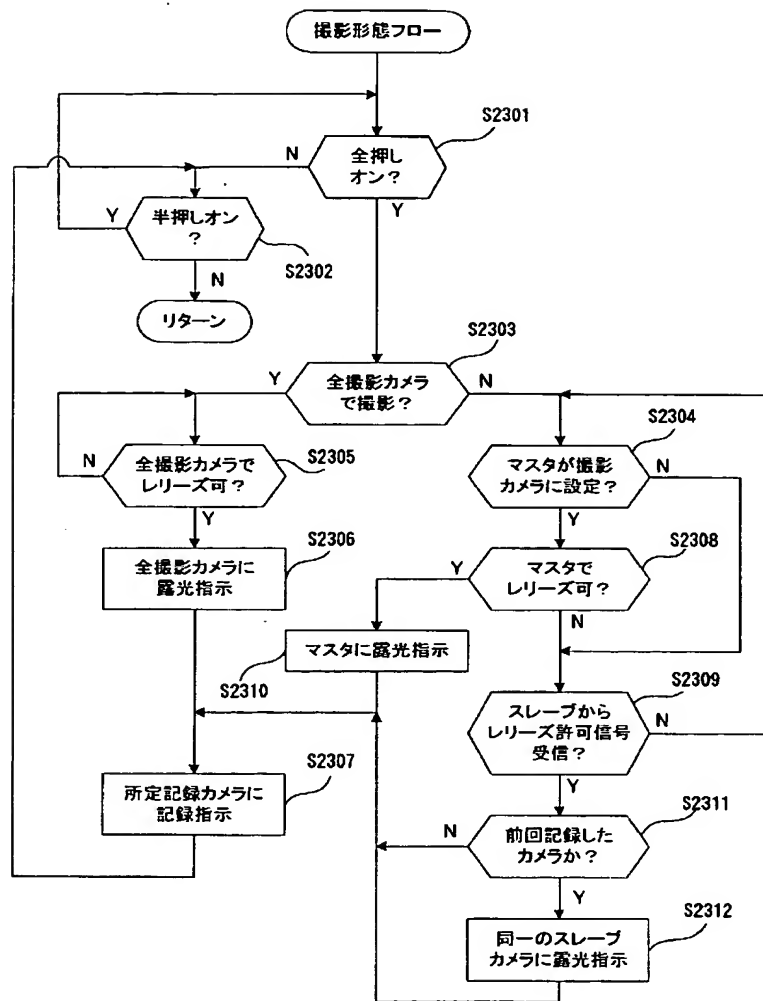 撮影形態フロー
S2301
全押し
オン？
N
Y
半押しオン
？
Y
S2302
N
リターン
S2303
全撮影カメラ
で撮影？
Y
N
S2304
マスタが撮影
カメラに設定？
N
Y
全撮影カメラで
レリーズ可？
S2305
N
Y
S2306
全撮影カメラに
露光指示
S2308
マスタで
レリーズ可？
Y
N
マスタに露光指示
S2310
S2309
スレーブから
レリーズ許可信号
受信？
N
Y
S2307
所定記録カメラに
記録指示
S2311
前回記録した
カメラか？
N
Y
S2312
同一のスレーブ
カメラに露光指示